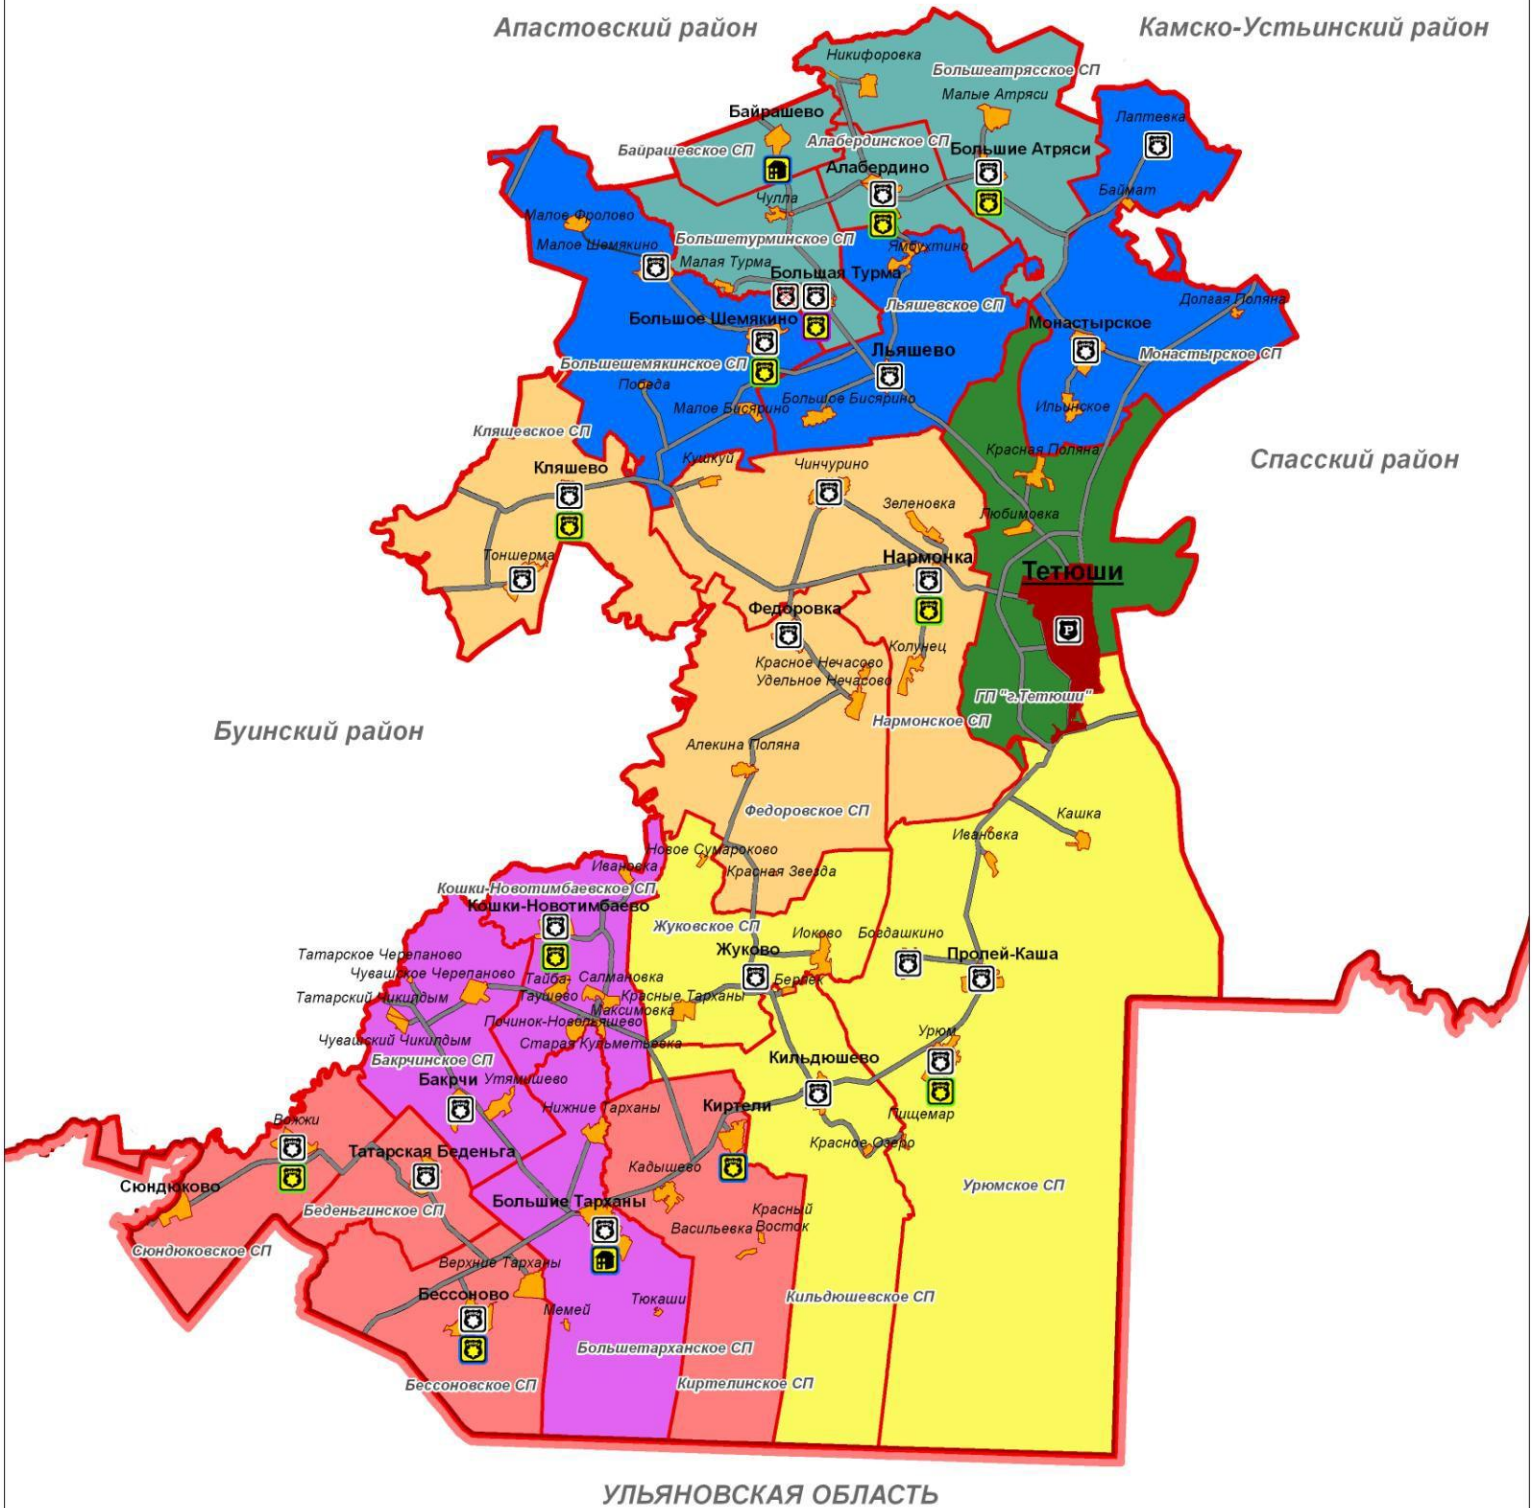 Апастовский район
Камско-Устьинский район
Никифоровка
Большеатрясское СП
Малые Атряси
Байрашево
Лаптевка
Байрашевское СП
Алабердинское СП
Большие Атряси
Алабердино
Чулла
Баймат
Малое Фролово
Малое Шемякино
Большетурминское СП
Ямбухтино
Малая Турма
Большая Турма
Льяшевское СП
Долгая Поляна
Большое Шемякино
Монастырское
Монастырское СП
Большешемякинское СП
Льяшево
Победа
Малое Бисярино
Большое Бисярино
Ильинское
Кляшевское СП
Красная Поляна
Спасский район
Кляшево
Кушкуй
Чинчурино
Зеленовка
Любимовка
Тоншерма
Нармонка
Тетюши
Р
Федоровка
Колунец
Красное Нечасово
Удельное Нечасово
ГП "г.Тетюши"
Нармонское СП
Буинский район
Алекина Поляна
Федоровское СП
Кашка
Ивановка
Новое Сумароково
Ивановка
Красная Звезда
Кошки-Новотимбаевское СП
Кошки-Новотимбаево
Жуковское СП
Иоково
Богдашкино
Жуково
Пролей-Каша
Татарское Черепаново
Чувашское Черепаново
Тайба-
Таушево
Салмановка
Беплек
Татарский Чикилдым
Красные Тарханы
Максимовка
Починок-Новольяшево
Чувашский Чикилдым
Старая Кульметьевка
Урюм
Бакрчинское СП
Кильдюшево
Бакрчи
Утямишево
Нижние Тарханы
Киртели
Пищемар
Вожжи
Красное Озеро
Татарская Беденьга
Кадышево
Сюндюково
Большие Тарханы
Урюмское СП
Беденьгинское СП
Красный
Восток
Васильевка
Сюндюковское СП
Верхние Тарханы
Бессоново
Мемей
Тюкаши
Кильдюшевское СП
Большетарханское СП
Бессоновское СП
Киртелинское СП
УЛЬЯНОВСКАЯ ОБЛАСТЬ